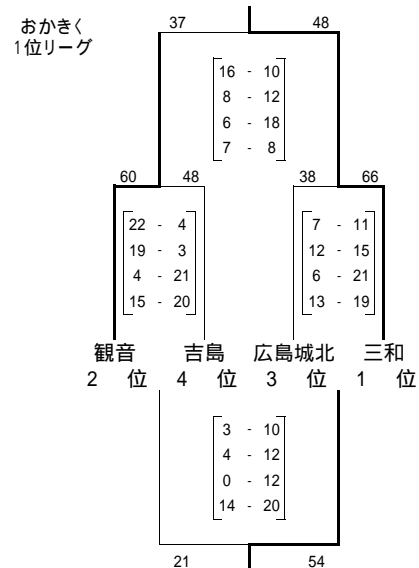 おかきく
1位リーグ
37 48
16 - 10
8 - 12
6 - 18
7 - 8
60 48 38 66
22 - 4 7 - 11
19 - 3 12 - 15
4 - 21 6 - 21
15 - 20 13 - 19
観音 吉島 広島城北 三和
2 位 4 位 3 位 1 位
3 - 10
4 - 12
0 - 12
14 - 20
21 54